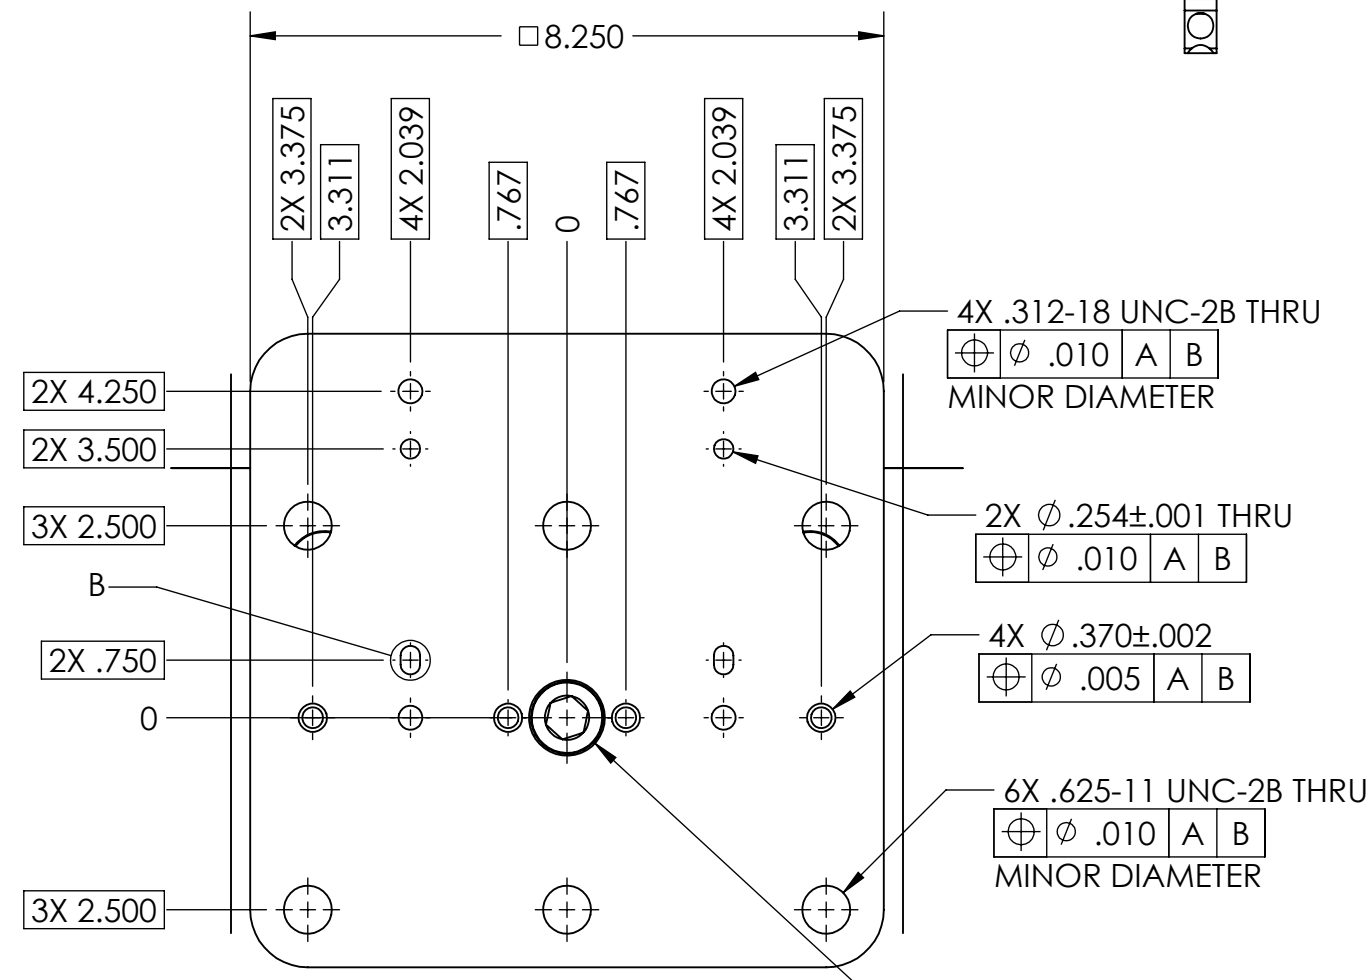 □8.250
2X 3.375
3.311
4X 2.039
.767
0
.767
4X 2.039
3.311
2X 3.375
4X .312-18 UNC-2B THRU
⌖ ⌀ .010 A B
MINOR DIAMETER
2X 4.250
2X 3.500
3X 2.500
2X ⌀.254±.001 THRU
⌖ ⌀ .010 A B
B
4X ⌀.370±.002
⌖ ⌀ .005 A B
2X .750
0
6X .625-11 UNC-2B THRU
⌖ ⌀ .010 A B
MINOR DIAMETER
3X 2.500